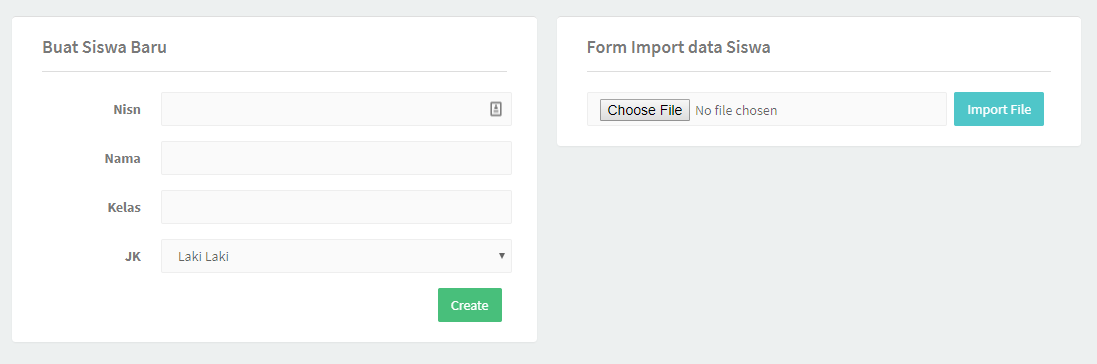 Buat Siswa Baru
Nisn
Nama
Kelas
JK
Laki Laki
Create
Form Import data Siswa
Choose File No file chosen
Import File